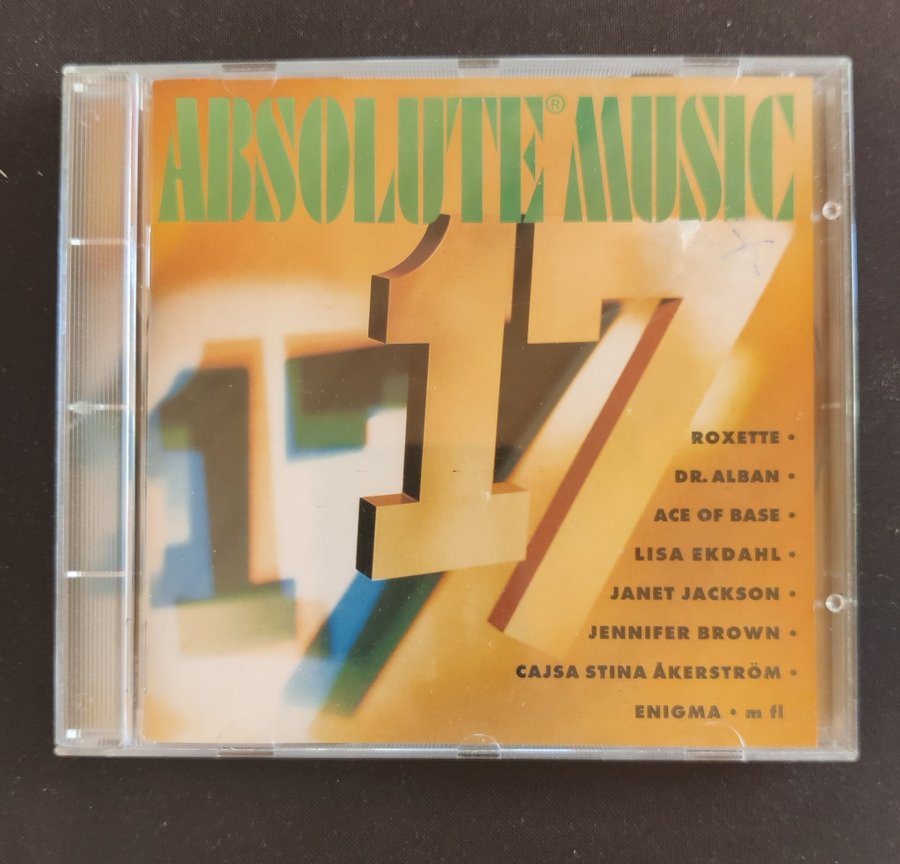 ABSOLUTE® MUSIC
17
17
ROXETTE •
DR. ALBAN •
ACE OF BASE •
LISA EKDAHL •
JANET JACKSON •
JENNIFER BROWN •
CAJSA STINA ÅKERSTRÖM •
ENIGMA • m fl